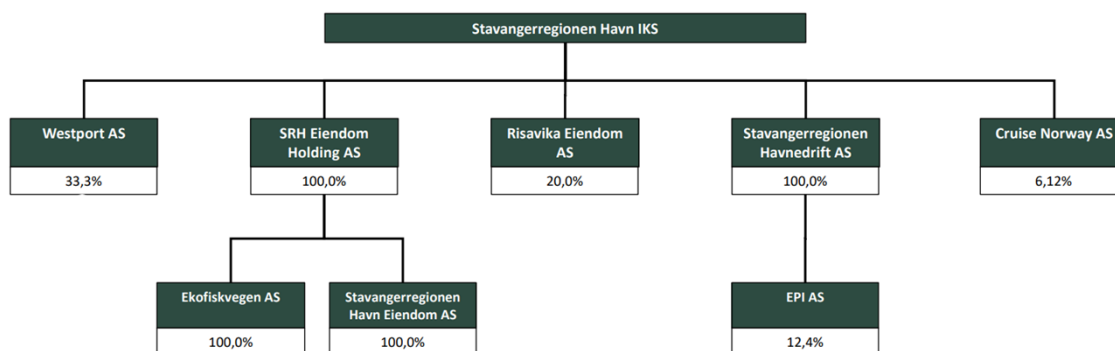 Stavangerregionen Havn IKS
Westport AS
33,3%
SRH Eiendom
Holding AS
100,0%
Risavika Eiendom
AS
20,0%
Stavangerregionen
Havnedrift AS
100,0%
Cruise Norway AS
6,12%
Ekofiskvegen AS
100,0%
Stavangerregionen
Havn Eiendom AS
100,0%
EPI AS
12,4%